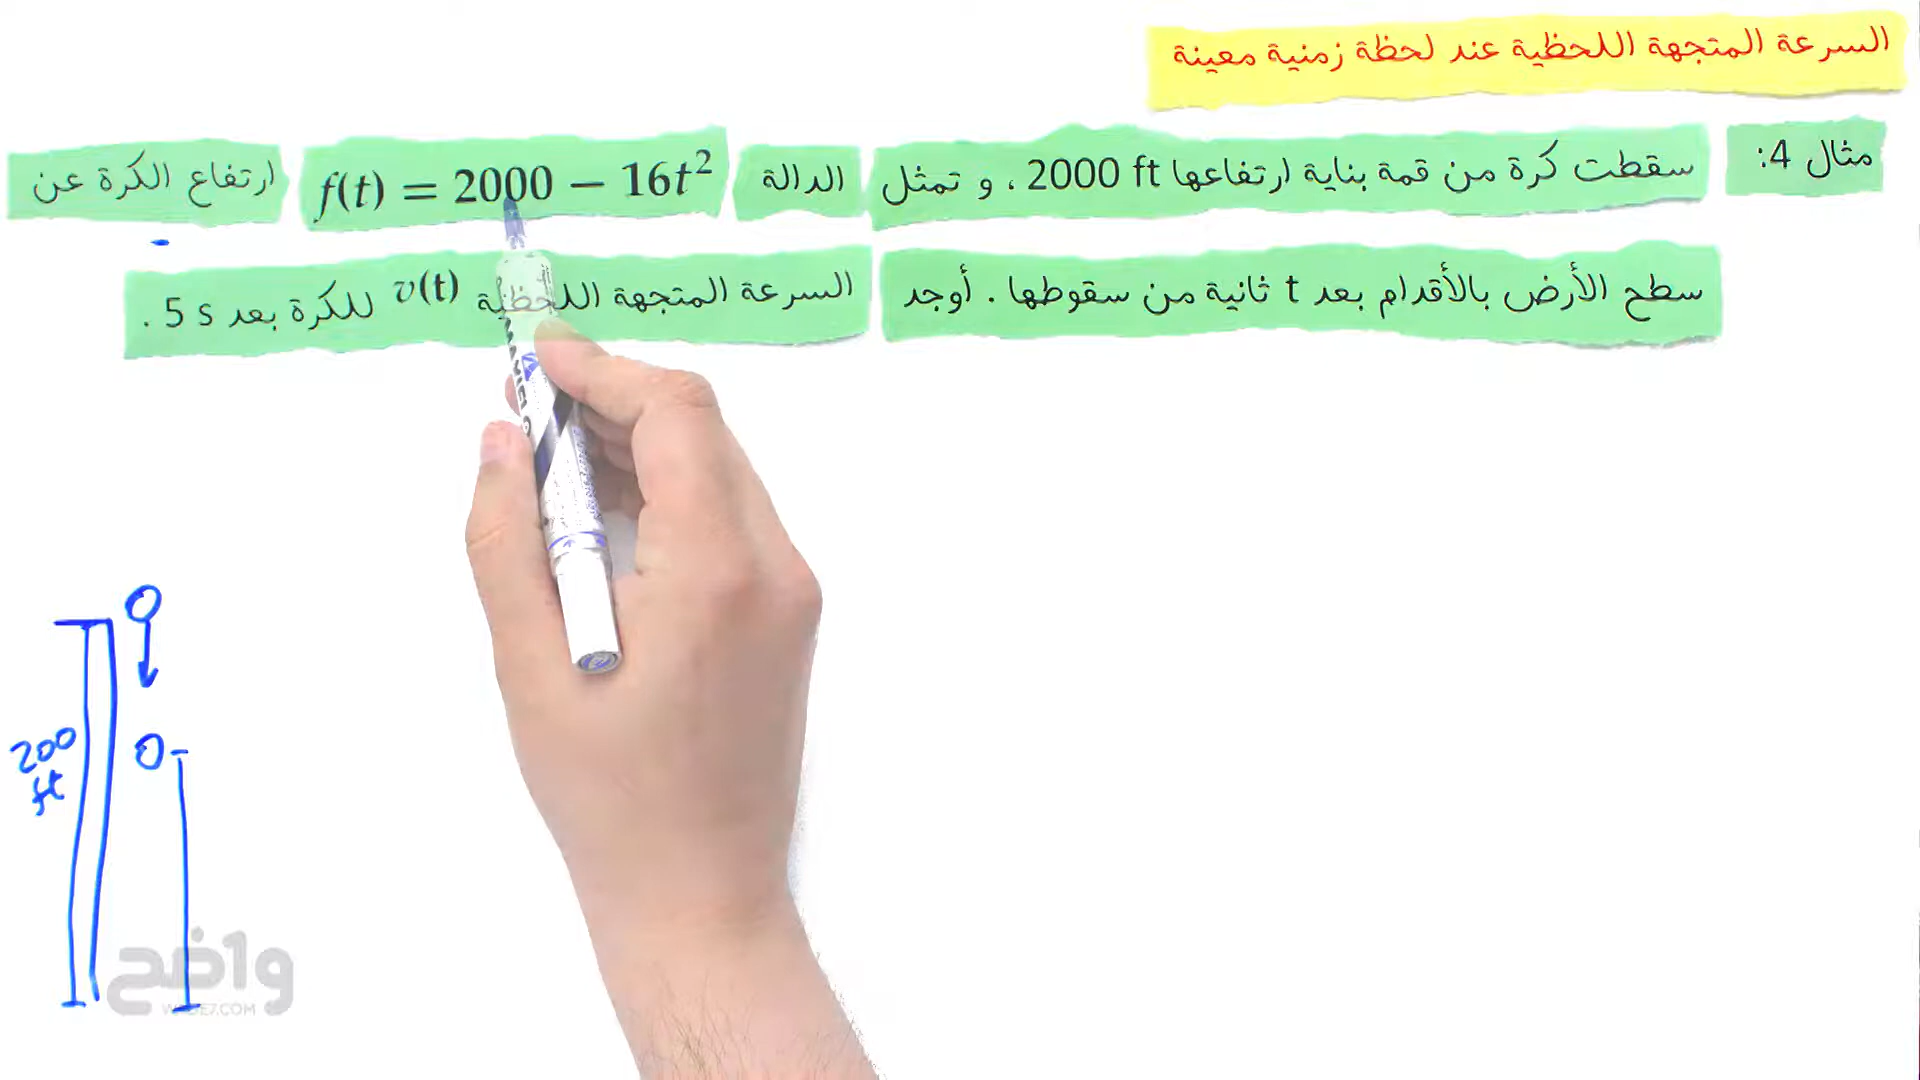 السرعة المتجهة اللحظية عند لحظة زمنية معينة
مثال 4: سقطت كرة من قمة بناية ارتفاعها 2000 ft ، و تمثل الدالة f(t) = 2000 − 16t² ارتفاع الكرة عن
سطح الأرض بالأقدام بعد t ثانية من سقوطها . أوجد السرعة المتجهة اللحظية v(t) للكرة بعد 5 s .
200
ft
واضح